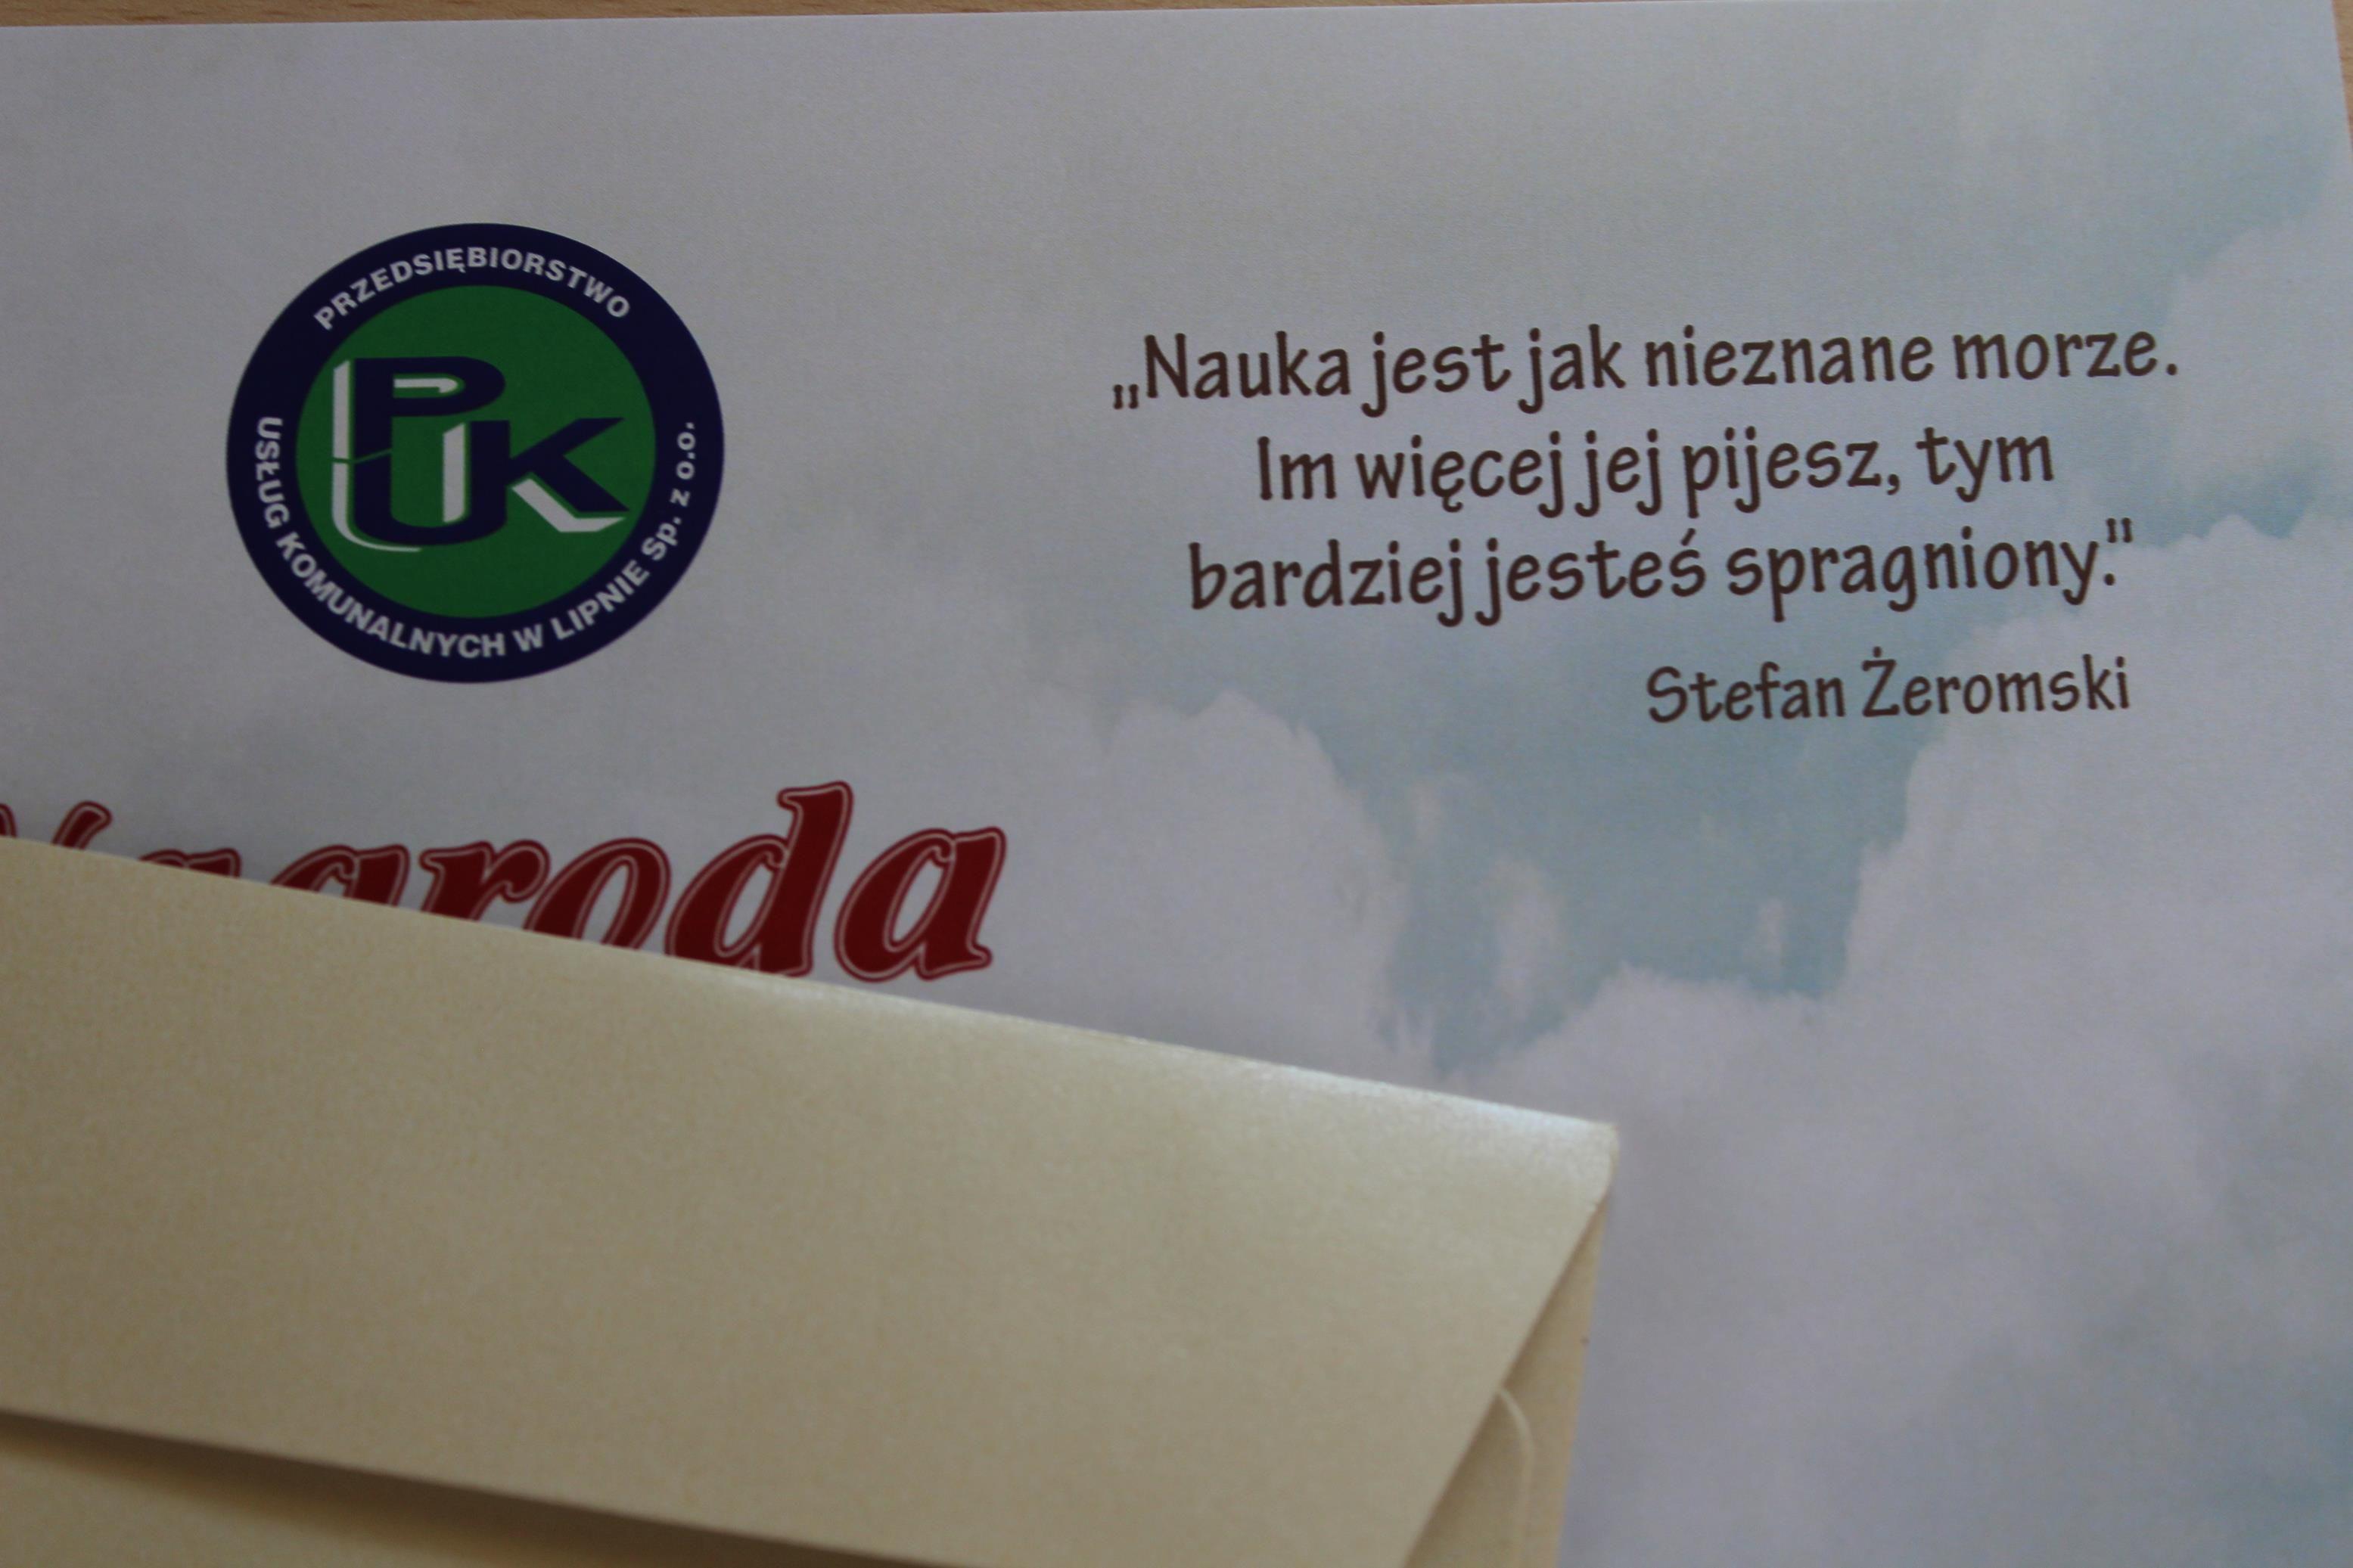 PRZEDSIĘBIORSTWO
USŁUG KOMUNALNYCH W LIPNIE Sp. z o.o.
PUK
„Nauka jest jak nieznane morze.
Im więcej jej pijesz, tym
bardziej jesteś spragniony."
Stefan Żeromski
Nagroda